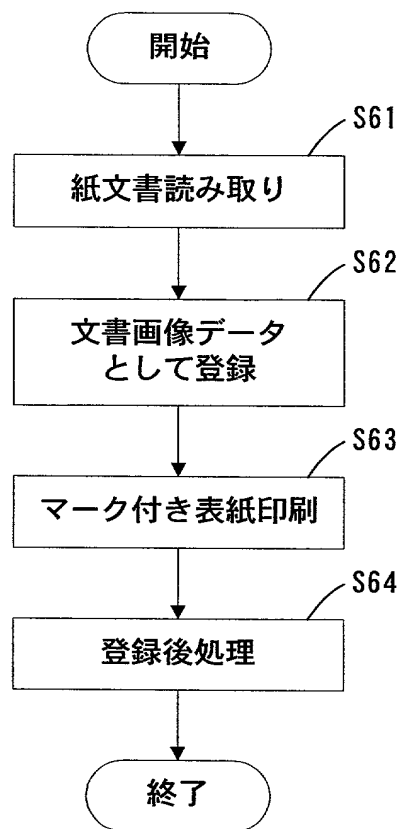 開始
S61
紙文書読み取り
S62
文書画像データ
として登録
S63
マーク付き表紙印刷
S64
登録後処理
終了